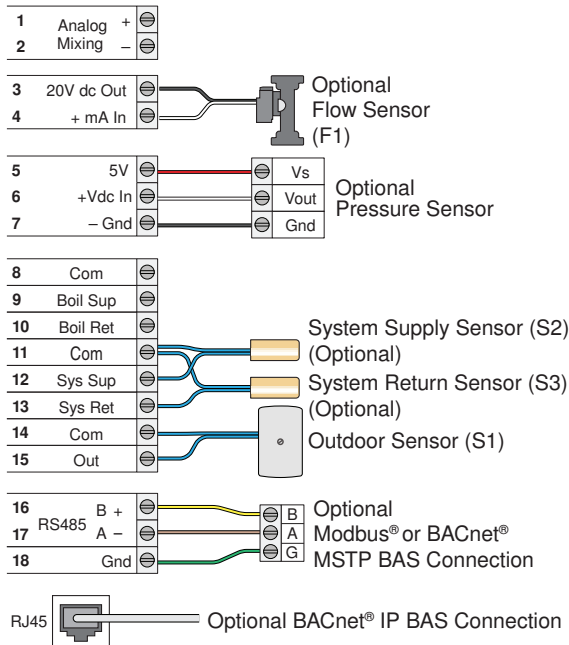 1 Analog +
2 Mixing –
3 20V dc Out
4 + mA In
Optional
Flow Sensor
(F1)
5 5V Vs
6 +Vdc In Vout
7 – Gnd Gnd
Optional
Pressure Sensor
8 Com
9 Boil Sup
10 Boil Ret
11 Com
12 Sys Sup
13 Sys Ret
14 Com
15 Out
System Supply Sensor (S2)
(Optional)
System Return Sensor (S3)
(Optional)
Outdoor Sensor (S1)
16 B +
RS485
17 A –
18 Gnd
B
A
G
Optional
Modbus® or BACnet®
MSTP BAS Connection
RJ45
Optional BACnet® IP BAS Connection